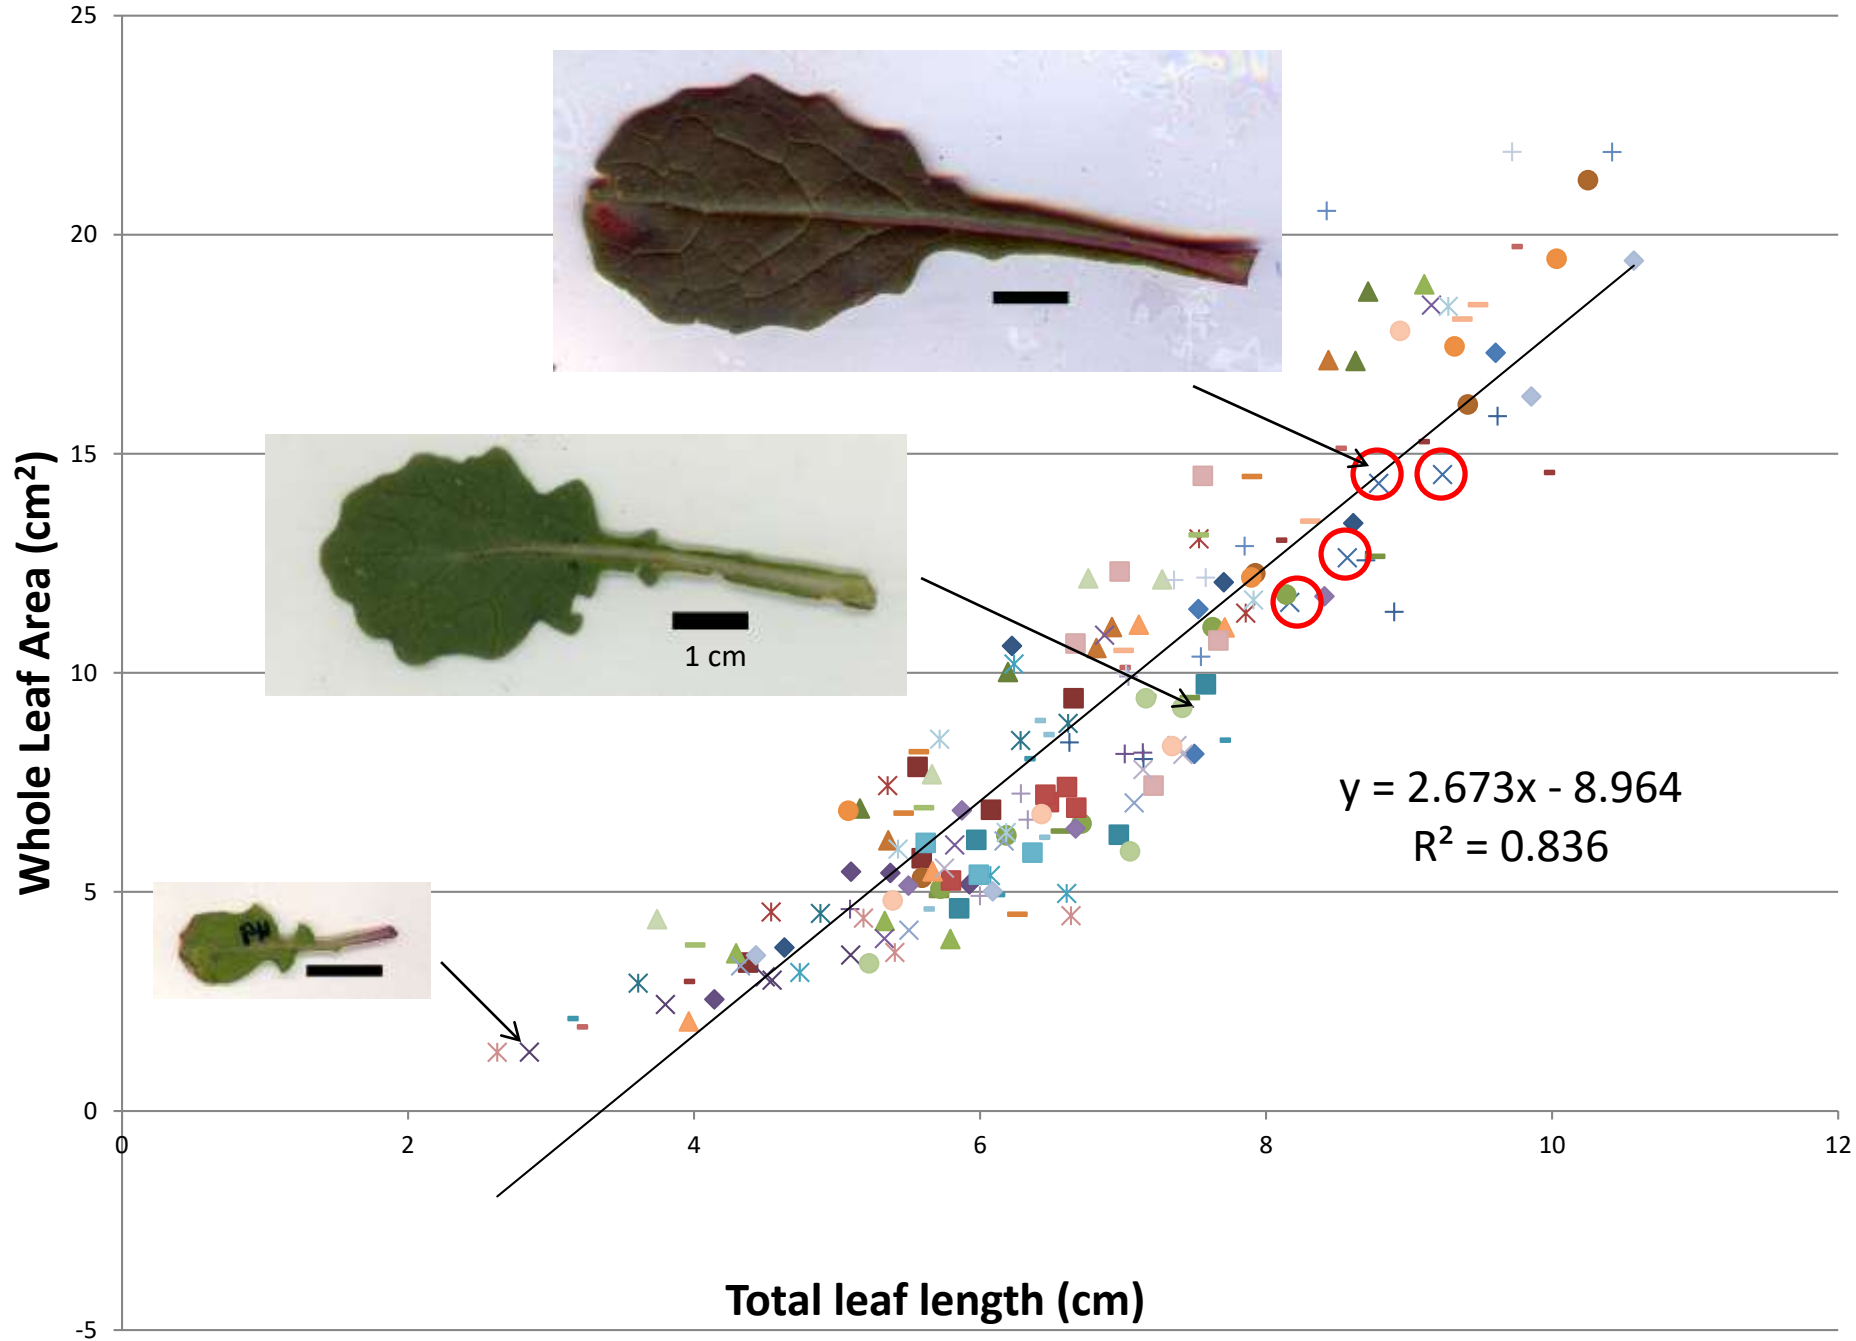 25
20
15
10
5
0
-5
0
2
4
6
8
10
12
Whole Leaf Area (cm²)
Total leaf length (cm)
1 cm
y = 2.673x - 8.964
R² = 0.836